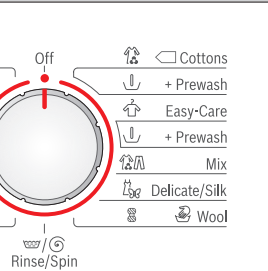 Off
Cottons
+ Prewash
Easy-Care
+ Prewash
Mix
Delicate/Silk
Wool
Rinse/Spin